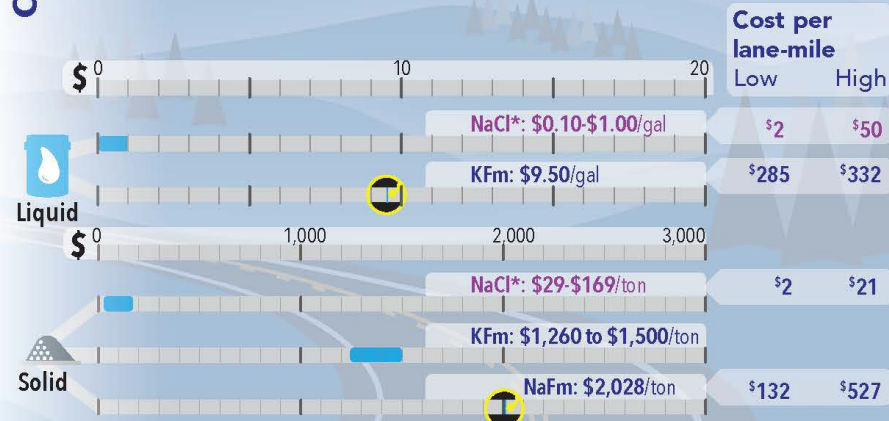 Cost per
lane-mile
Low High
$ 0 10 20
NaCl*: $0.10-$1.00/gal $2 $50
KFm: $9.50/gal $285 $332
Liquid
$ 0 1,000 2,000 3,000
NaCl*: $29-$169/ton $2 $21
KFm: $1,260 to $1,500/ton
Solid
NaFm: $2,028/ton $132 $527